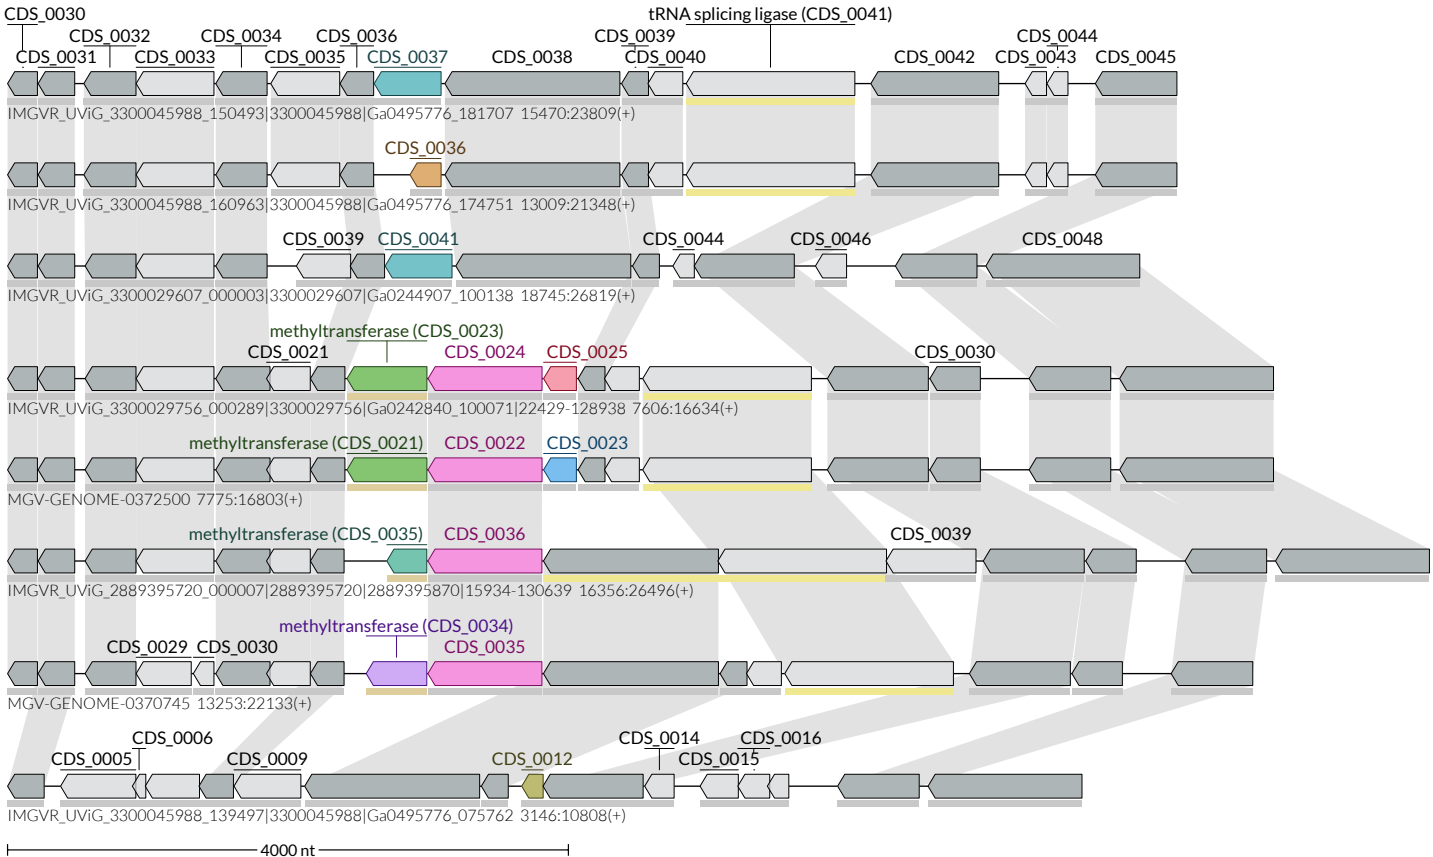 CDS_0030 tRNA splicing ligase (CDS_0041)
CDS_0032 CDS_0034 CDS_0036 CDS_0039 CDS_0044
CDS_0031 CDS_0033 CDS_0035 CDS_0037 CDS_0038 CDS_0040 CDS_0042 CDS_0043 CDS_0045
IMGVR_UViG_3300045988_150493|3300045988|Ga0495776_181707 15470:23809(+)
CDS_0036
IMGVR_UViG_3300045988_160963|3300045988|Ga0495776_174751 13009:21348(+)
CDS_0039 CDS_0041 CDS_0044 CDS_0046 CDS_0048
IMGVR_UViG_3300029607_000003|3300029607|Ga0244907_100138 18745:26819(+)
methyltransferase (CDS_0023)
CDS_0021 CDS_0024 CDS_0025 CDS_0030
IMGVR_UViG_3300029756_000289|3300029756|Ga0242840_100071|22429-128938 7606:16634(+)
methyltransferase (CDS_0021) CDS_0022 CDS_0023
MGV-GENOME-0372500 7775:16803(+)
methyltransferase (CDS_0035) CDS_0036 CDS_0039
IMGVR_UViG_2889395720_000007|2889395720|2889395870|15934-130639 16356:26496(+)
methyltransferase (CDS_0034)
CDS_0029 CDS_0030 CDS_0035
MGV-GENOME-0370745 13253:22133(+)
CDS_0006 CDS_0014 CDS_0016
CDS_0005 CDS_0009 CDS_0012 CDS_0015
IMGVR_UViG_3300045988_139497|3300045988|Ga0495776_075762 3146:10808(+)
4000 nt